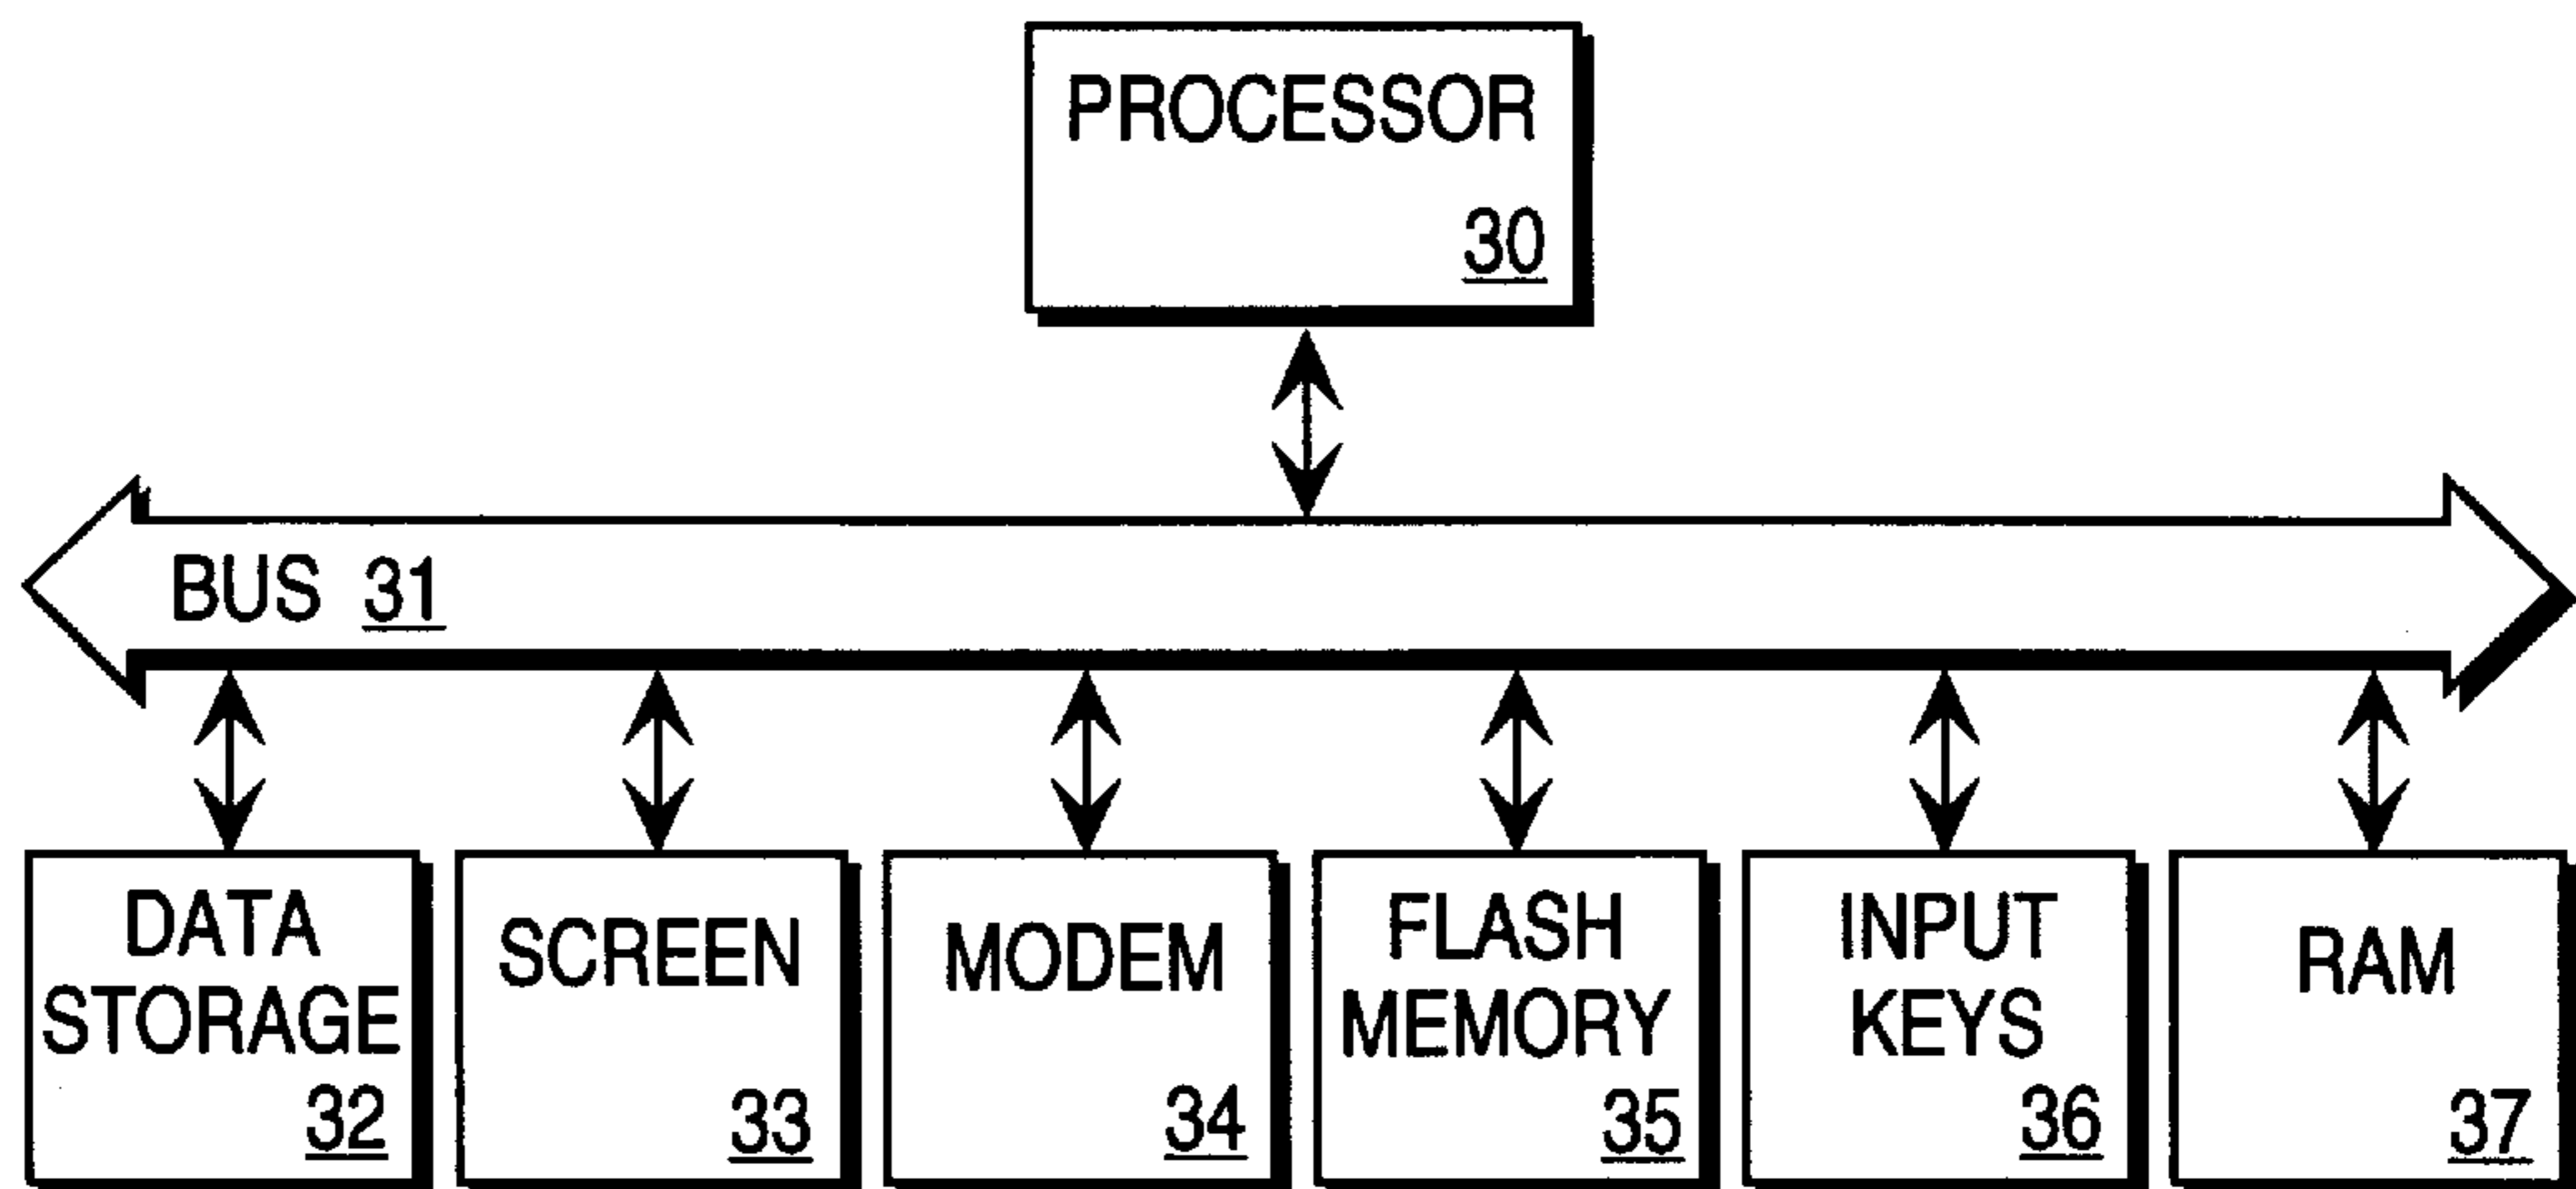 PROCESSOR
30
BUS 31
DATA
STORAGE
32
SCREEN
33
MODEM
34
FLASH
MEMORY
35
INPUT
KEYS
36
RAM
37